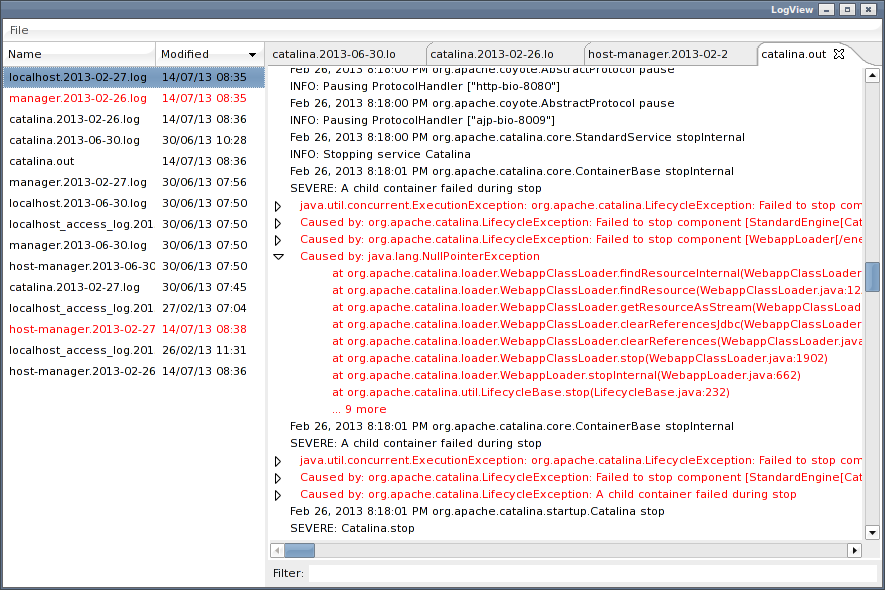 LogView
File
Name Modified
localhost.2013-02-27.log 14/07/13 08:35
manager.2013-02-26.log 14/07/13 08:35
catalina.2013-02-26.log 14/07/13 08:36
catalina.2013-06-30.log 30/06/13 10:28
catalina.out 14/07/13 08:36
manager.2013-02-27.log 30/06/13 07:56
localhost.2013-06-30.log 30/06/13 07:50
localhost_access_log.201 30/06/13 07:50
manager.2013-06-30.log 30/06/13 07:50
host-manager.2013-06-30 30/06/13 07:50
catalina.2013-02-27.log 30/06/13 07:45
localhost_access_log.201 27/02/13 07:04
host-manager.2013-02-27 14/07/13 08:38
localhost_access_log.201 26/02/13 11:31
host-manager.2013-02-26 14/07/13 08:36
catalina.2013-06-30.lo catalina.2013-02-26.lo host-manager.2013-02-2 catalina.out
Feb 26, 2013 8:18:00 PM org.apache.coyote.AbstractProtocol pause
INFO: Pausing ProtocolHandler ["http-bio-8080"]
Feb 26, 2013 8:18:00 PM org.apache.coyote.AbstractProtocol pause
INFO: Pausing ProtocolHandler ["ajp-bio-8009"]
Feb 26, 2013 8:18:00 PM org.apache.catalina.core.StandardService stopInternal
INFO: Stopping service Catalina
Feb 26, 2013 8:18:01 PM org.apache.catalina.core.ContainerBase stopInternal
SEVERE: A child container failed during stop
java.util.concurrent.ExecutionException: org.apache.catalina.LifecycleException: Failed to stop com
Caused by: org.apache.catalina.LifecycleException: Failed to stop component [StandardEngine[Cat
Caused by: org.apache.catalina.LifecycleException: Failed to stop component [WebappLoader[/ene
Caused by: java.lang.NullPointerException
at org.apache.catalina.loader.WebappClassLoader.findResourceInternal(WebappClassLoader
at org.apache.catalina.loader.WebappClassLoader.findResource(WebappClassLoader.java:12
at org.apache.catalina.loader.WebappClassLoader.getResourceAsStream(WebappClassLoad
at org.apache.catalina.loader.WebappClassLoader.clearReferencesJdbc(WebappClassLoader
at org.apache.catalina.loader.WebappClassLoader.clearReferences(WebappClassLoader.java
at org.apache.catalina.loader.WebappClassLoader.stop(WebappClassLoader.java:1902)
at org.apache.catalina.loader.WebappLoader.stopInternal(WebappLoader.java:662)
at org.apache.catalina.util.LifecycleBase.stop(LifecycleBase.java:232)
... 9 more
Feb 26, 2013 8:18:01 PM org.apache.catalina.core.ContainerBase stopInternal
SEVERE: A child container failed during stop
java.util.concurrent.ExecutionException: org.apache.catalina.LifecycleException: Failed to stop com
Caused by: org.apache.catalina.LifecycleException: Failed to stop component [StandardEngine[Cat
Caused by: org.apache.catalina.LifecycleException: A child container failed during stop
Feb 26, 2013 8:18:01 PM org.apache.catalina.startup.Catalina stop
SEVERE: Catalina.stop
Filter: